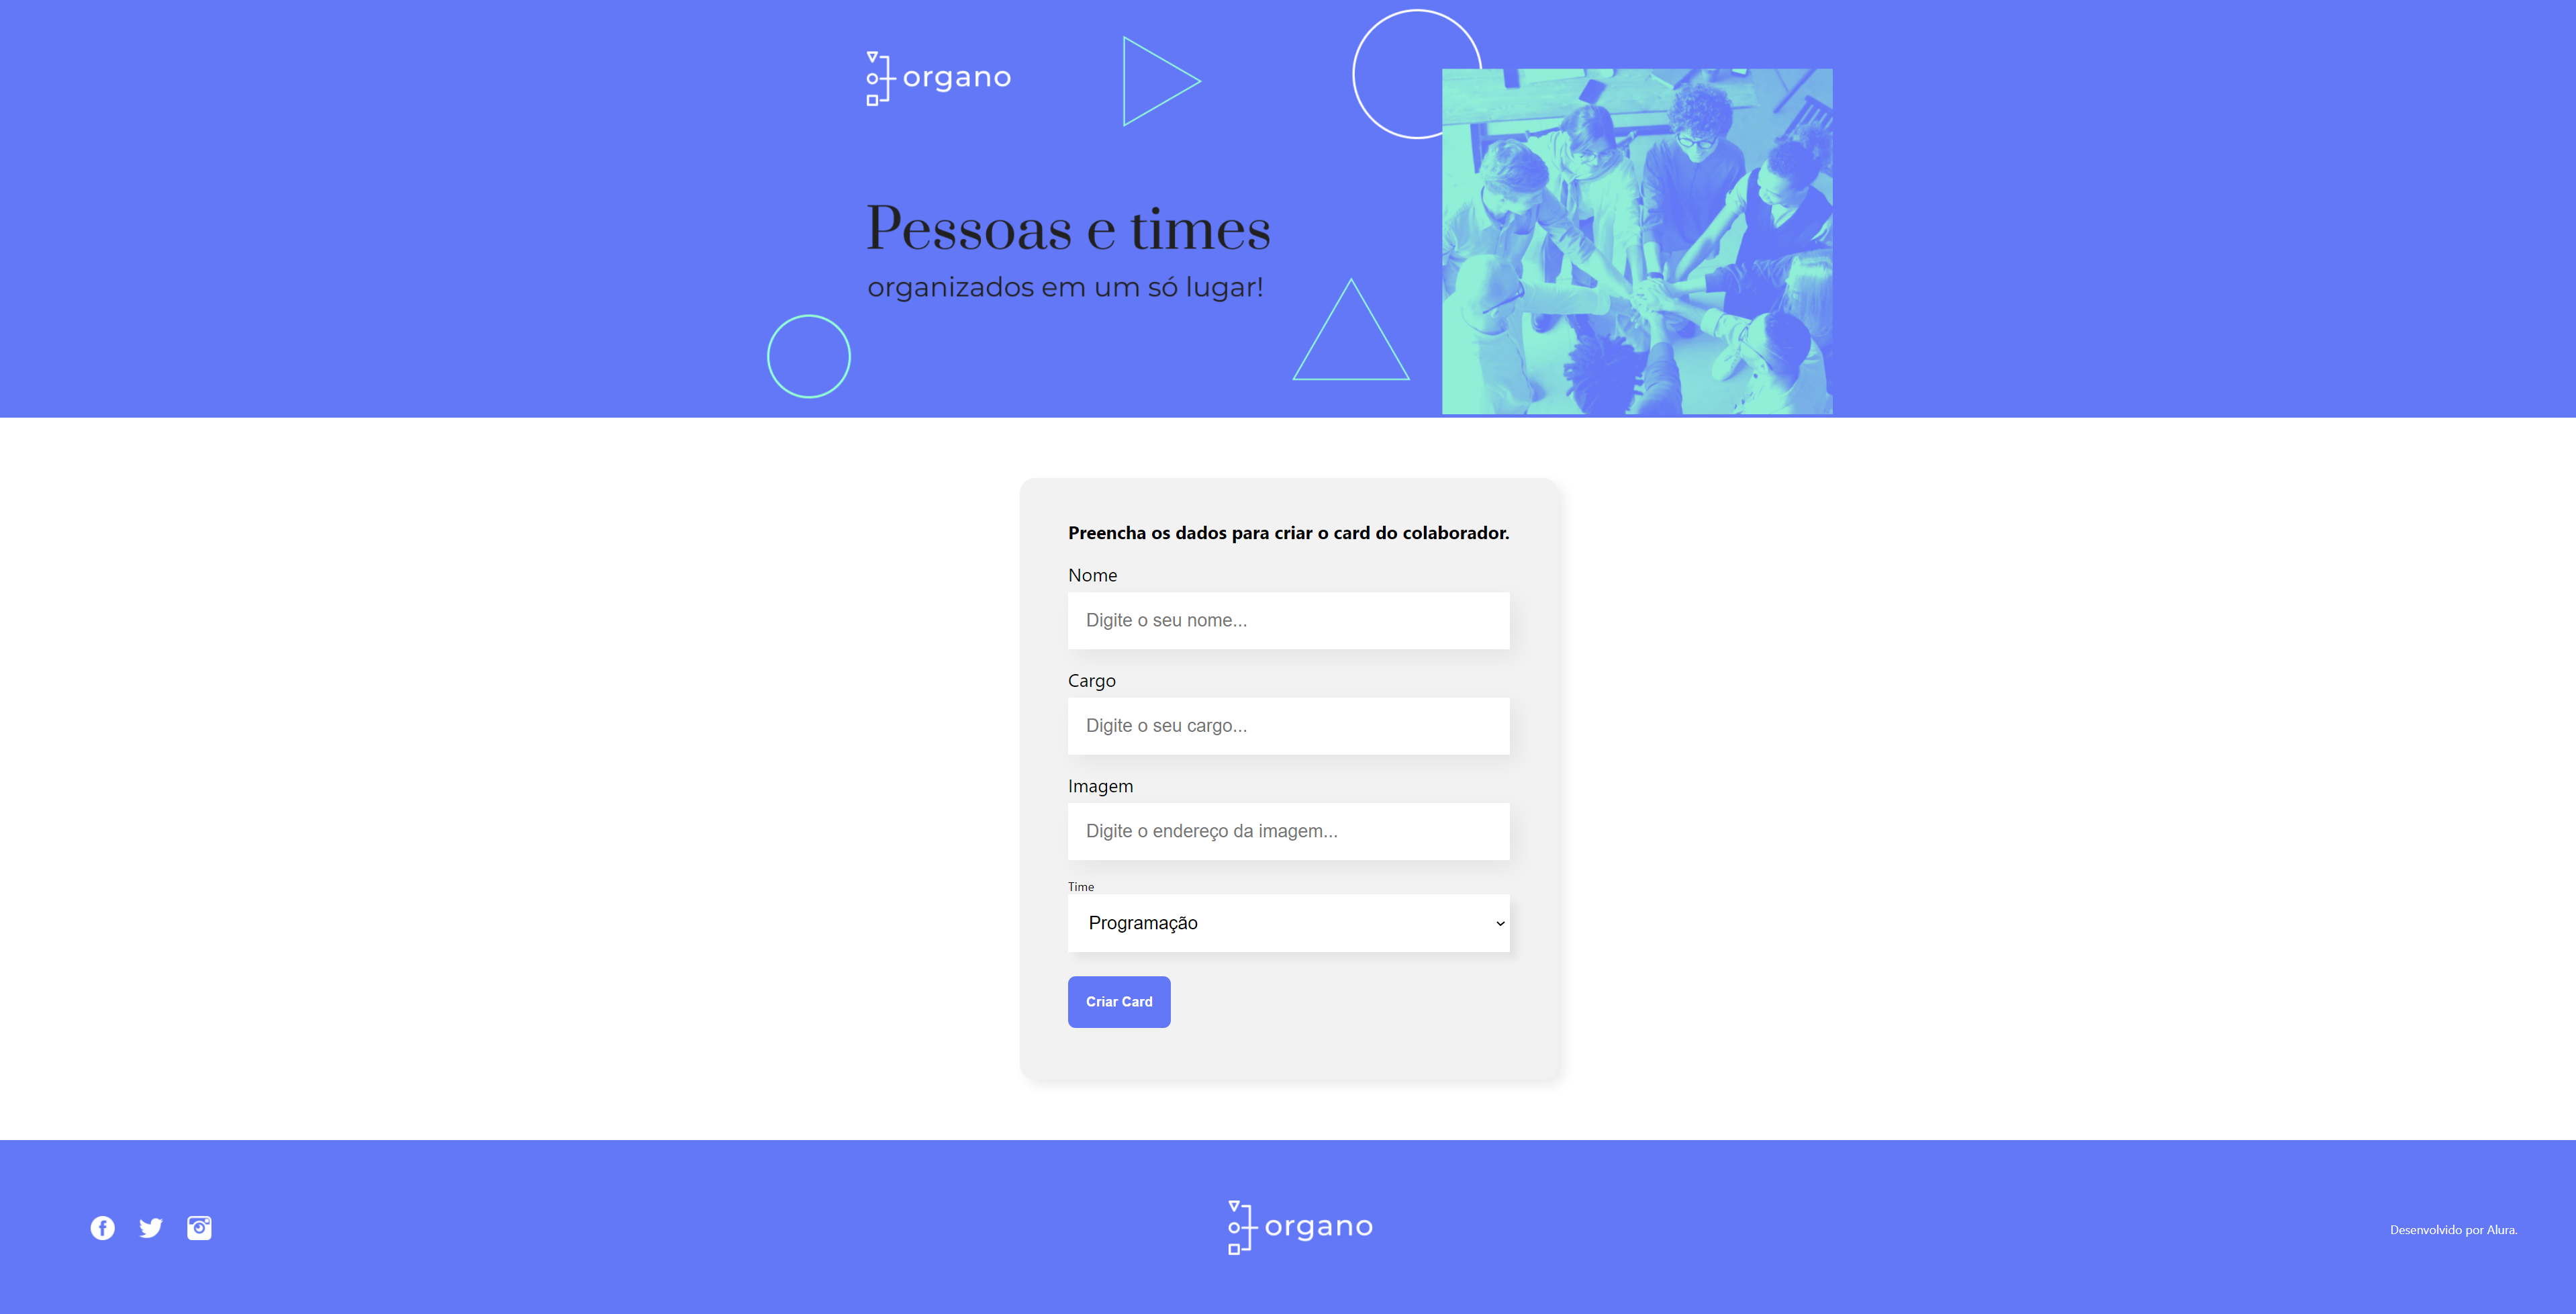 organo
Pessoas e times
organizados em um só lugar!
Preencha os dados para criar o card do colaborador.
Nome
Digite o seu nome...
Cargo
Digite o seu cargo...
Imagem
Digite o endereço da imagem...
Time
Programação
Criar Card
organo
Desenvolvido por Alura.